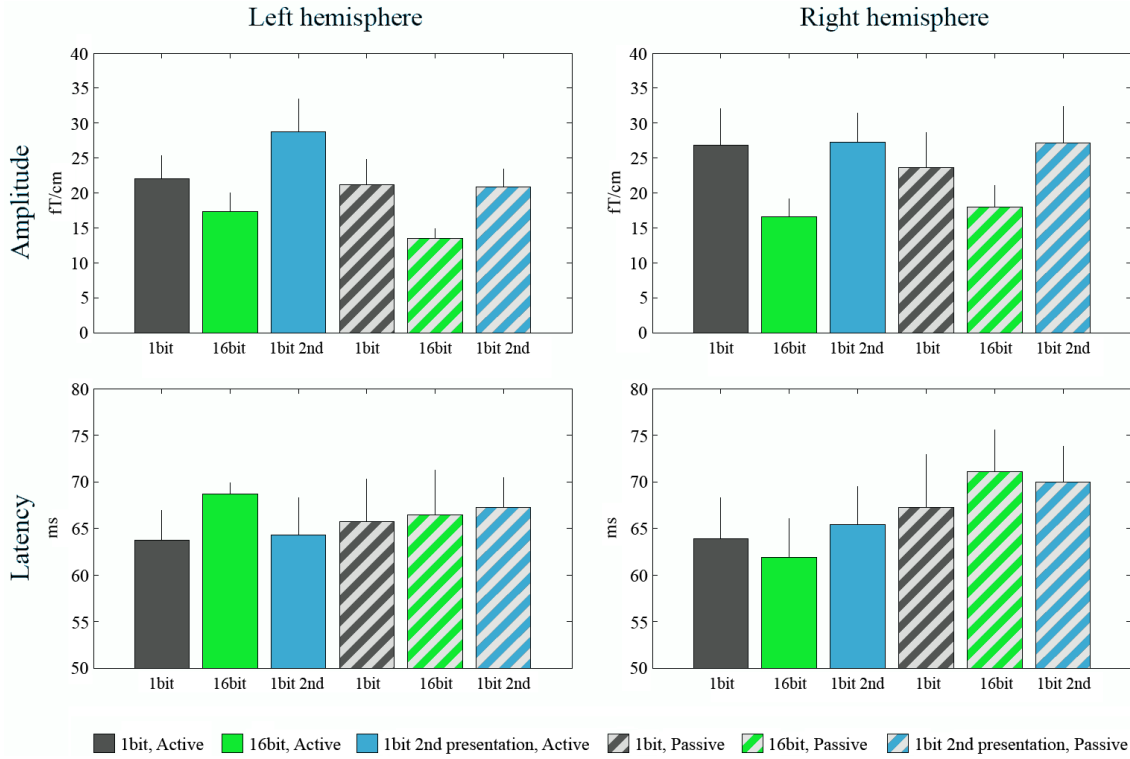 Left hemisphere
Right hemisphere
Amplitude
fT/cm
40
35
30
25
20
15
10
5
0
1bit 16bit 1bit 2nd 1bit 16bit 1bit 2nd
fT/cm
40
35
30
25
20
15
10
5
0
1bit 16bit 1bit 2nd 1bit 16bit 1bit 2nd
Latency
ms
80
75
70
65
60
55
50
1bit 16bit 1bit 2nd 1bit 16bit 1bit 2nd
ms
80
75
70
65
60
55
50
1bit 16bit 1bit 2nd 1bit 16bit 1bit 2nd
1bit, Active 16bit, Active 1bit 2nd presentation, Active 1bit, Passive 16bit, Passive 1bit 2nd presentation, Passive